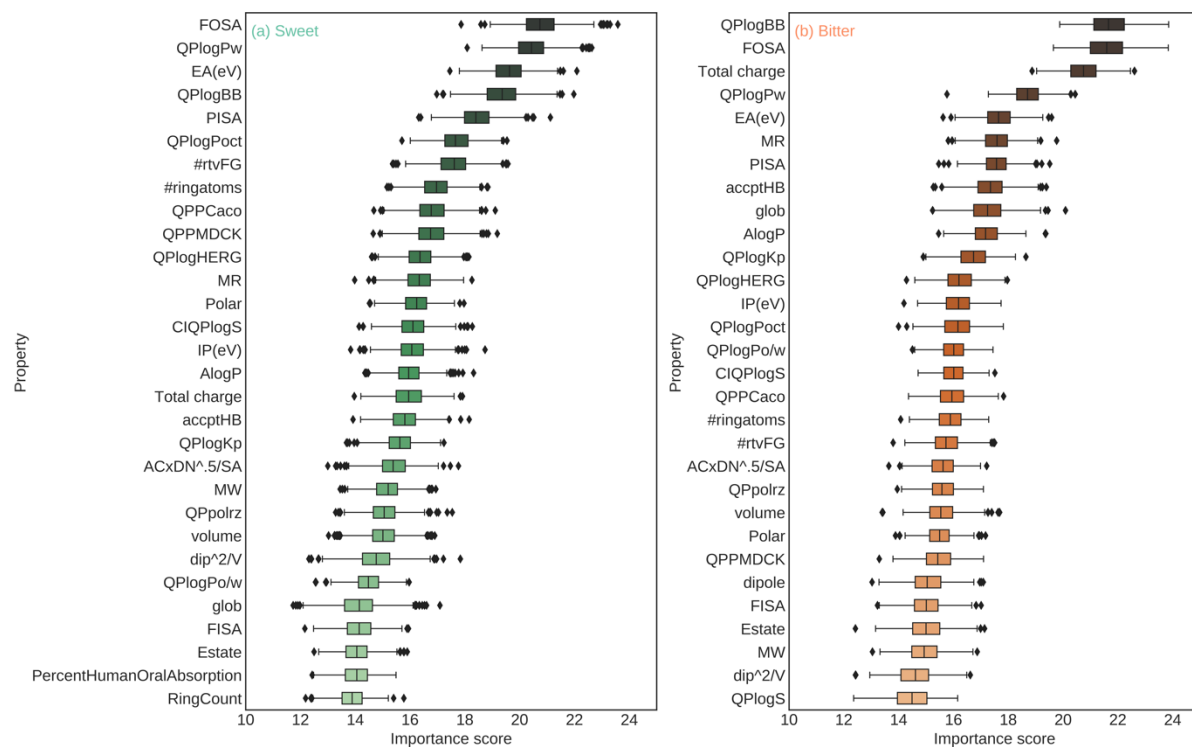 (a) Sweet
Property
FOSA
QPlogPw
EA(eV)
QPlogBB
PISA
QPlogPoct
#rtvFG
#ringatoms
QPPCaco
QPPMDCK
QPlogHERG
MR
Polar
CIQPlogS
IP(eV)
AlogP
Total charge
accptHB
QPlogKp
ACxDN^.5/SA
MW
QPpolrz
volume
dip^2/V
QPlogPo/w
glob
FISA
Estate
PercentHumanOralAbsorption
RingCount
10 12 14 16 18 20 22 24
Importance score
(b) Bitter
Property
QPlogBB
FOSA
Total charge
QPlogPw
EA(eV)
MR
PISA
accptHB
glob
AlogP
QPlogKp
QPlogHERG
IP(eV)
QPlogPoct
QPlogPo/w
CIQPlogS
QPPCaco
#ringatoms
#rtvFG
ACxDN^.5/SA
QPpolrz
volume
Polar
QPPMDCK
dipole
FISA
Estate
MW
dip^2/V
QPlogS
10 12 14 16 18 20 22 24
Importance score